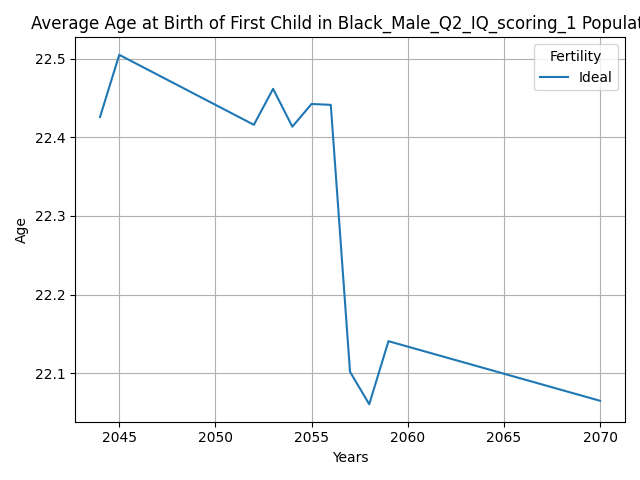 Average Age at Birth of First Child in Black_Male_Q2_IQ_scoring_1 Populat
Fertility
Ideal
22.5
22.4
22.3
22.2
22.1
Age
2045 2050 2055 2060 2065 2070
Years